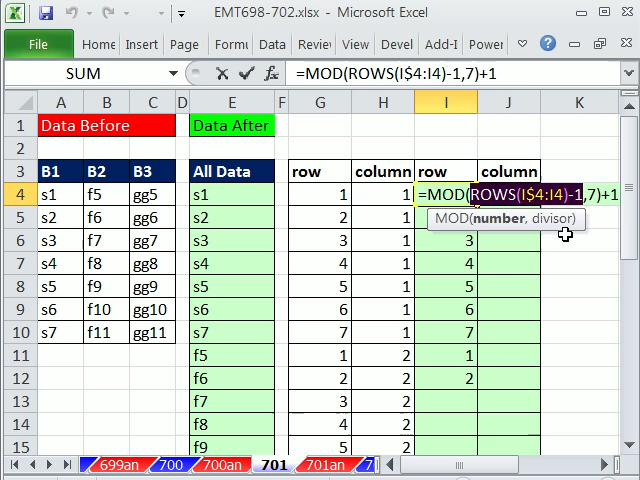 EMT698-702.xlsx - Microsoft Excel
File Home Insert Form Data Reviev View Devel Add-I Power
SUM =MOD(ROWS(I$4:I4)-1,7)+1
A B C D E F G H I J K
1 Data Before Data After
2
3 B1 B2 B3 All Data row column row column
4 s1 f5 gg5 s1 1 1 =MOD(ROWS(I$4:I4)-1,7)+1
5 s2 f6 gg6 s2 2 1
MOD(number, divisor)
6 s3 f7 gg7 s3 3 1 3
7 s4 f8 gg8 s4 4 1 4
8 s5 f9 gg9 s5 5 1 5
9 s6 f10 gg10 s6 6 1 6
10 s7 f11 gg11 s7 7 1 7
11 f5 1 2 1
12 f6 2 2 2
13 f7 3 2
14 f8 4 2
15 f9 5 2
699an 700 700an 701 701an 7